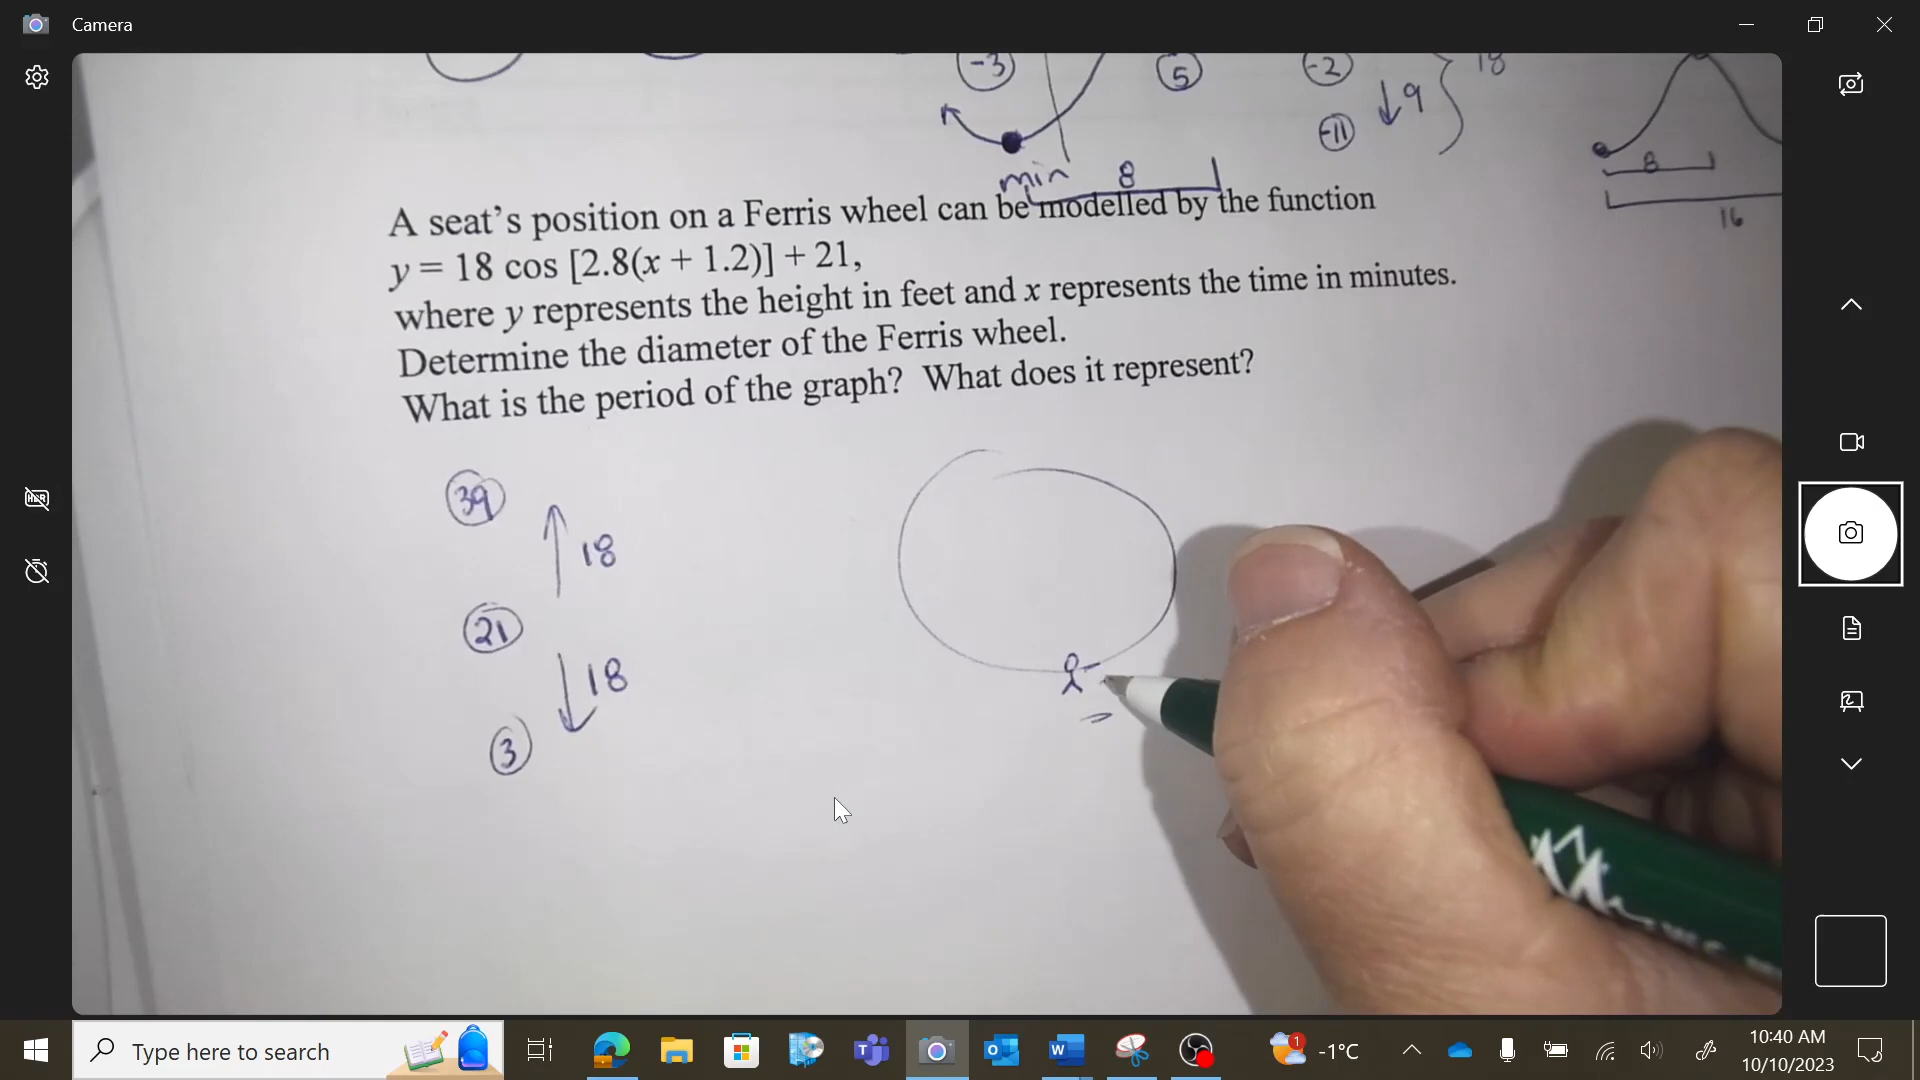 Camera
-3
5
-2
18
9
-11
min
8
8
16
A seat's position on a Ferris wheel can be modelled by the function
y = 18 cos [2.8(x + 1.2)] + 21,
where y represents the height in feet and x represents the time in minutes.
Determine the diameter of the Ferris wheel.
What is the period of the graph? What does it represent?
39
18
21
18
3
Type here to search
1
-1°C
10:40 AM
10/10/2023